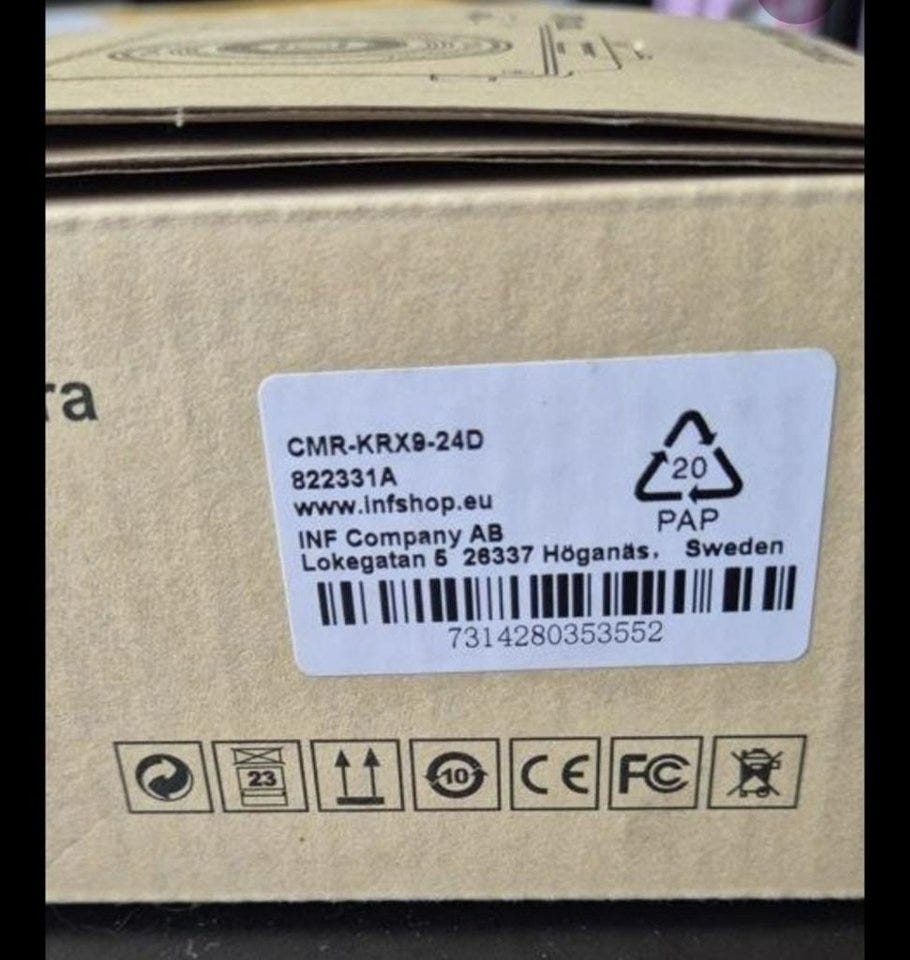 ra
CMR-KRX9-24D
822331A
www.infshop.eu
INF Company AB
Lokegatan 5 26337 Höganäs, Sweden
20
PAP
7314280353552
23
10
CE
FC